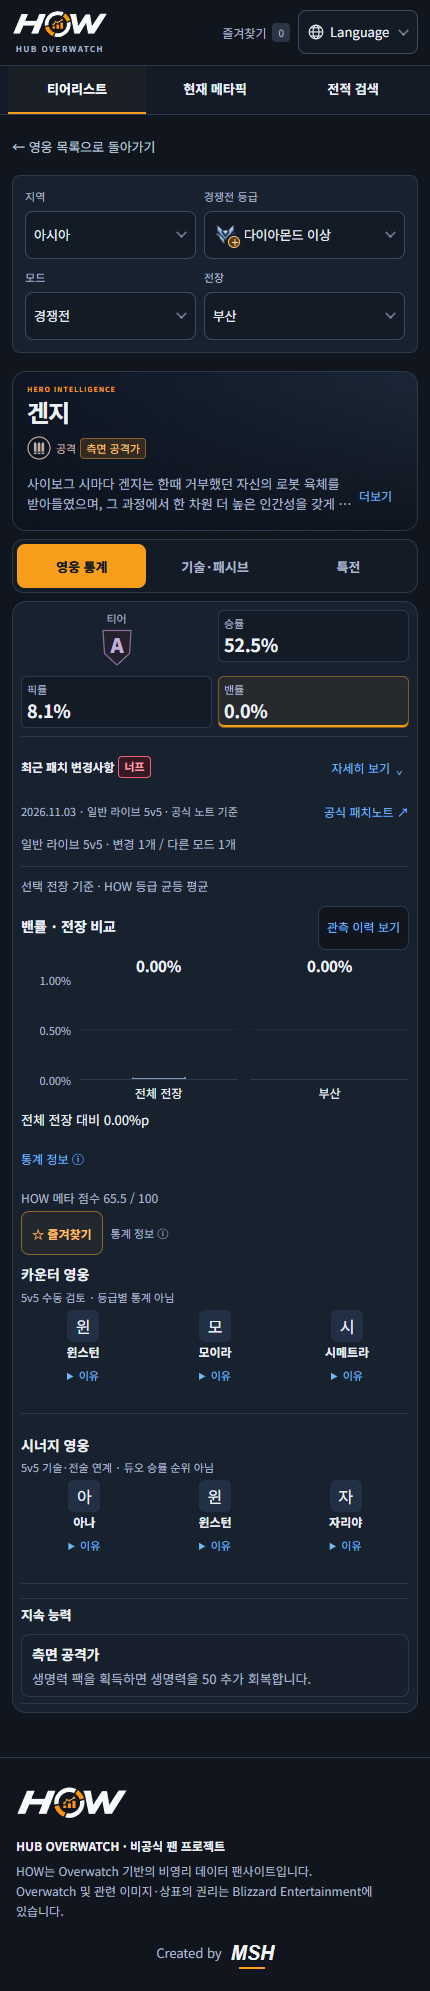 HOW
HUB OVERWATCH
즐겨찾기 0
Language
티어리스트
현재 메타픽
전적 검색
← 영웅 목록으로 돌아가기
지역
경쟁전 등급
아시아
다이아몬드 이상
모드
전장
경쟁전
부산
HERO INTELLIGENCE
겐지
공격 측면 공격가
사이보그 시마다 겐지는 한때 거부했던 자신의 로봇 육체를
받아들였으며, 그 과정에서 한 차원 더 높은 인간성을 갖게 …
더보기
영웅 통계
기술·패시브
특전
티어
A
승률
52.5%
픽률
8.1%
밴률
0.0%
최근 패치 변경사항 너프
자세히 보기
2026.11.03 · 일반 라이브 5v5 · 공식 노트 기준
공식 패치노트 ↗
일반 라이브 5v5 · 변경 1개 / 다른 모드 1개
선택 전장 기준 · HOW 등급 균등 평균
밴률 · 전장 비교
관측 이력 보기
0.00%
0.00%
1.00%
0.50%
0.00%
전체 전장
부산
전체 전장 대비 0.00%p
통계 정보 ⓘ
HOW 메타 점수 65.5 / 100
☆ 즐겨찾기
통계 정보 ⓘ
카운터 영웅
5v5 수동 검토 · 등급별 통계 아님
윈
모
시
윈스턴
모이라
시메트라
▶ 이유
▶ 이유
▶ 이유
시너지 영웅
5v5 기술·전술 연계 · 듀오 승률 순위 아님
아
윈
자
아나
윈스턴
자리야
▶ 이유
▶ 이유
▶ 이유
지속 능력
측면 공격가
생명력 팩을 획득하면 생명력을 50 추가 회복합니다.
HOW
HUB OVERWATCH · 비공식 팬 프로젝트
HOW는 Overwatch 기반의 비영리 데이터 팬사이트입니다.
Overwatch 및 관련 이미지·상표의 권리는 Blizzard Entertainment에
있습니다.
Created by MSH